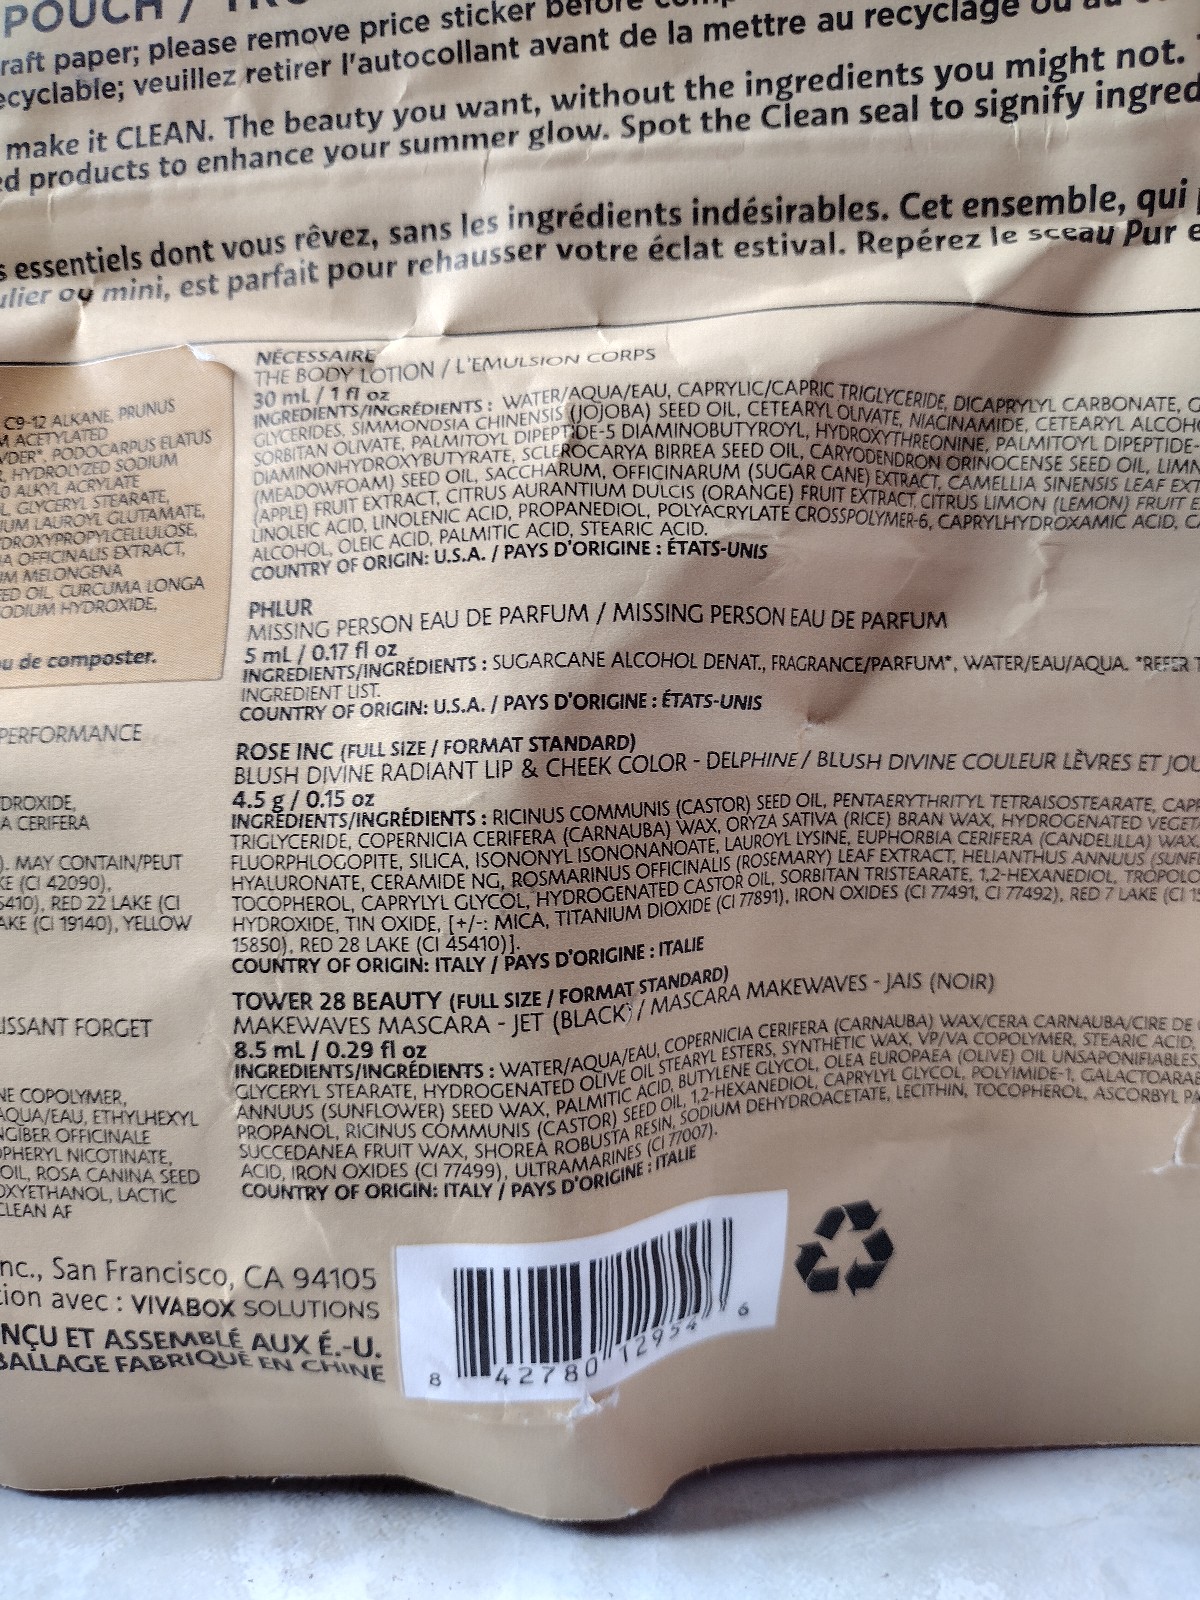 POUCH /
raft paper; please remove price sticker before
ecyclable; veuillez retirer l'autocollant avant de la mettre au recyclage ou au
make it CLEAN. The beauty you want, without the ingredients you might not.
ed products to enhance your summer glow. Spot the Clean seal to signify ingred
s essentiels dont vous rêvez, sans les ingrédients indésirables. Cet ensemble, qui
ulier ou mini, est parfait pour rehausser votre éclat estival. Repérez le sceau Pur e
C9-12 ALKANE, PRUNUS
M ACETYLATED
WDER*, PODOCARPUS ELATUS
HYDROLYZED SODIUM
0 ALKYL ACRYLATE
L, GLYCERYL STEARATE,
IUM LAUROYL GLUTAMATE,
DROXYPROPYLCELLULOSE,
A OFFICINALIS EXTRACT,
UM MELONGENA
EED OIL, CURCUMA LONGA
ODIUM HYDROXIDE,
u de composter.
PERFORMANCE
DROXIDE,
A CERIFERA
). MAY CONTAIN/PEUT
KE (CI 42090),
5410), RED 22 LAKE (CI
AKE (CI 19140), YELLOW
ISSANT FORGET
NE COPOLYMER,
AQUA/EAU, ETHYLHEXYL
NGIBER OFFICINALE
OPHERYL NICOTINATE,
OIL, ROSA CANINA SEED
OXYETHANOL, LACTIC
CLEAN AF
NÉCESSAIRE
THE BODY LOTION / L'EMULSION CORPS
30 mL / 1 fl oz
INGREDIENTS/INGRÉDIENTS : WATER/AQUA/EAU, CAPRYLIC/CAPRIC TRIGLYCERIDE, DICAPRYLYL CARBONATE, G
GLYCERIDES, SIMMONDSIA CHINENSIS (JOJOBA) SEED OIL, CETEARYL OLIVATE, NIACINAMIDE, CETEARYL ALCOHO
SORBITAN OLIVATE, PALMITOYL DIPEPTIDE-5 DIAMINOBUTYROYL, HYDROXYTHREONINE, PALMITOYL DIPEPTIDE-
DIAMINONHYDROXYBUTYRATE, SCLEROCARYA BIRREA SEED OIL, CARYODENDRON ORINOCENSE SEED OIL, LIMN
(MEADOWFOAM) SEED OIL, SACCHARUM, OFFICINARUM (SUGAR CANE) EXTRACT, CAMELLIA SINENSIS LEAF EXT
(APPLE) FRUIT EXTRACT, CITRUS AURANTIUM DULCIS (ORANGE) FRUIT EXTRACT, CITRUS LIMON (LEMON) FRUIT E
LINOLEIC ACID, LINOLENIC ACID, PROPANEDIOL, POLYACRYLATE CROSSPOLYMER-6, CAPRYLHYDROXAMIC ACID, CA
ALCOHOL, OLEIC ACID, PALMITIC ACID, STEARIC ACID.
COUNTRY OF ORIGIN: U.S.A. / PAYS D'ORIGINE : ÉTATS-UNIS
PHLUR
MISSING PERSON EAU DE PARFUM / MISSING PERSON EAU DE PARFUM
5 mL / 0.17 fl oz
INGREDIENTS/INGRÉDIENTS : SUGARCANE ALCOHOL DENAT., FRAGRANCE/PARFUM*, WATER/EAU/AQUA. *REFER T
INGREDIENT LIST.
COUNTRY OF ORIGIN: U.S.A. / PAYS D'ORIGINE : ÉTATS-UNIS
ROSE INC (FULL SIZE / FORMAT STANDARD)
BLUSH DIVINE RADIANT LIP & CHEEK COLOR - DELPHINE / BLUSH DIVINE COULEUR LÈVRES ET JOU
4.5 g / 0.15 oz
INGREDIENTS/INGRÉDIENTS : RICINUS COMMUNIS (CASTOR) SEED OIL, PENTAERYTHRITYL TETRAISOSTEARATE, CAPR
TRIGLYCERIDE, COPERNICIA CERIFERA (CARNAUBA) WAX, ORYZA SATIVA (RICE) BRAN WAX, HYDROGENATED VEGET
FLUORPHLOGOPITE, SILICA, ISONONYL ISONONANOATE, LAUROYL LYSINE, EUPHORBIA CERIFERA (CANDELILLA) WAX,
HYALURONATE, CERAMIDE NG, ROSMARINUS OFFICINALIS (ROSEMARY) LEAF EXTRACT, HELIANTHUS ANNUUS (SUNFL
TOCOPHEROL, CAPRYLYL GLYCOL, HYDROGENATED CASTOR OIL, SORBITAN TRISTEARATE, 1,2-HEXANEDIOL, TROPOLO
HYDROXIDE, TIN OXIDE, [+/-: MICA, TITANIUM DIOXIDE (CI 77891), IRON OXIDES (CI 77491, CI 77492), RED 7 LAKE (CI 15
15850), RED 28 LAKE (CI 45410)].
COUNTRY OF ORIGIN: ITALY / PAYS D'ORIGINE : ITALIE
TOWER 28 BEAUTY (FULL SIZE / FORMAT STANDARD)
MAKEWAVES MASCARA - JET (BLACK) / MASCARA MAKEWAVES - JAIS (NOIR)
8.5 mL / 0.29 fl oz
INGREDIENTS/INGRÉDIENTS : WATER/AQUA/EAU, COPERNICIA CERIFERA (CARNAUBA) WAX/CERA CARNAUBA/CIRE DE
GLYCERYL STEARATE, HYDROGENATED OLIVE OIL STEARYL ESTERS, SYNTHETIC WAX, VP/VA COPOLYMER, STEARIC ACID,
ANNUUS (SUNFLOWER) SEED WAX, PALMITIC ACID, BUTYLENE GLYCOL, OLEA EUROPAEA (OLIVE) OIL UNSAPONIFIABLES,
PROPANOL, RICINUS COMMUNIS (CASTOR) SEED OIL, 1,2-HEXANEDIOL, CAPRYLYL GLYCOL, POLYIMIDE-1, GALACTOARAB
SUCCEDANEA FRUIT WAX, SHOREA ROBUSTA RESIN, SODIUM DEHYDROACETATE, LECITHIN, TOCOPHEROL, ASCORBYL PA
ACID, IRON OXIDES (CI 77499), ULTRAMARINES (CI 77007).
COUNTRY OF ORIGIN: ITALY / PAYS D'ORIGINE : ITALIE
nc., San Francisco, CA 94105
tion avec : VIVABOX SOLUTIONS
NÇU ET ASSEMBLÉ AUX É.-U.
BALLAGE FABRIQUÉ EN CHINE
8 42780 12954 6